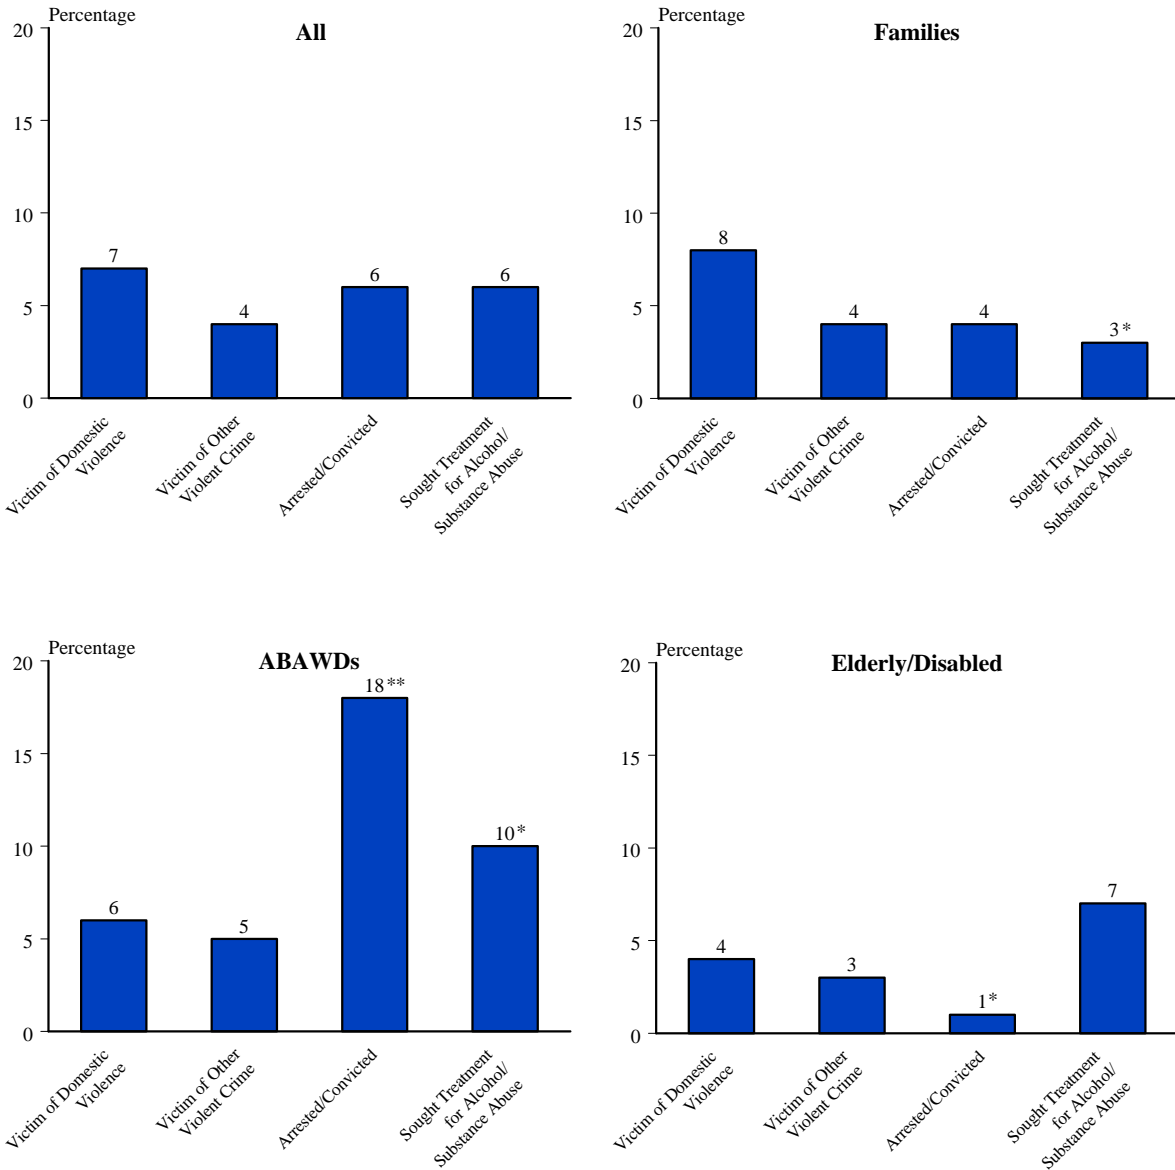 Percentage
All
20
15
10
5
0
7
4
6
6
Victim of Domestic
Violence
Victim of Other
Violent Crime
Arrested/Convicted
Sought Treatment
for Alcohol/
Substance Abuse
Percentage
Families
20
15
10
5
0
8
4
4
3*
Victim of Domestic
Violence
Victim of Other
Violent Crime
Arrested/Convicted
Sought Treatment
for Alcohol/
Substance Abuse
Percentage
ABAWDs
20
15
10
5
0
6
5
18**
10*
Victim of Domestic
Violence
Victim of Other
Violent Crime
Arrested/Convicted
Sought Treatment
for Alcohol/
Substance Abuse
Percentage
Elderly/Disabled
20
15
10
5
0
4
3
1*
7
Victim of Domestic
Violence
Victim of Other
Violent Crime
Arrested/Convicted
Sought Treatment
for Alcohol/
Substance Abuse